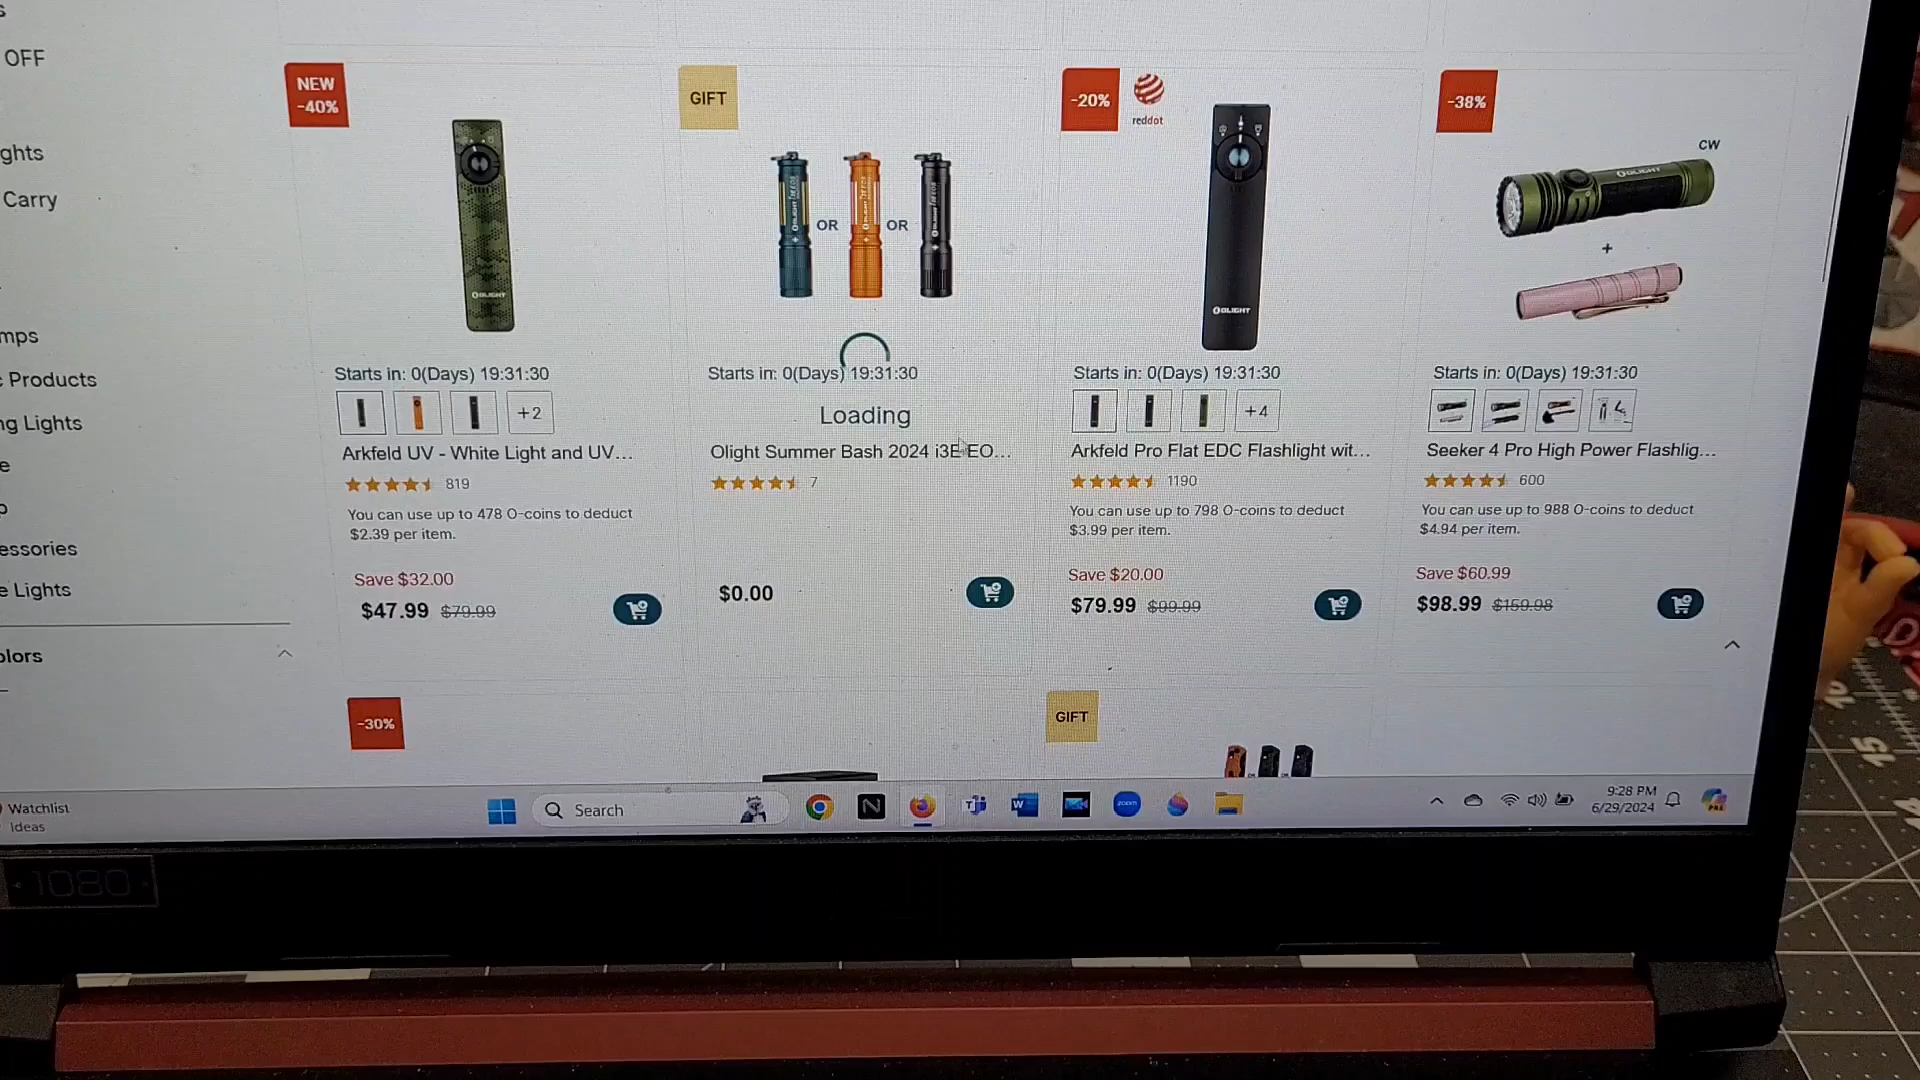 OFF
ghts
Carry
mps
Products
ng Lights
e
essories
e Lights
olors
NEW
-40%
OLIGHT
Starts in: 0(Days) 19:31:30
+2
Arkfeld UV - White Light and UV...
819
You can use up to 478 O-coins to deduct
$2.39 per item.
Save $32.00
$47.99 $79.99
GIFT
OR OR
Starts in: 0(Days) 19:31:30
Loading
Olight Summer Bash 2024 i3E EO...
7
$0.00
-20%
reddot
OLIGHT
Starts in: 0(Days) 19:31:30
+4
Arkfeld Pro Flat EDC Flashlight wit...
1190
You can use up to 798 O-coins to deduct
$3.99 per item.
Save $20.00
$79.99 $99.99
-38%
CW
OLIGHT
+
Starts in: 0(Days) 19:31:30
Seeker 4 Pro High Power Flashlig...
600
You can use up to 988 O-coins to deduct
$4.94 per item.
Save $60.99
$98.99 $159.98
-30%
GIFT
Watchlist
Ideas
Search
zoom
9:28 PM
6/29/2024
1080